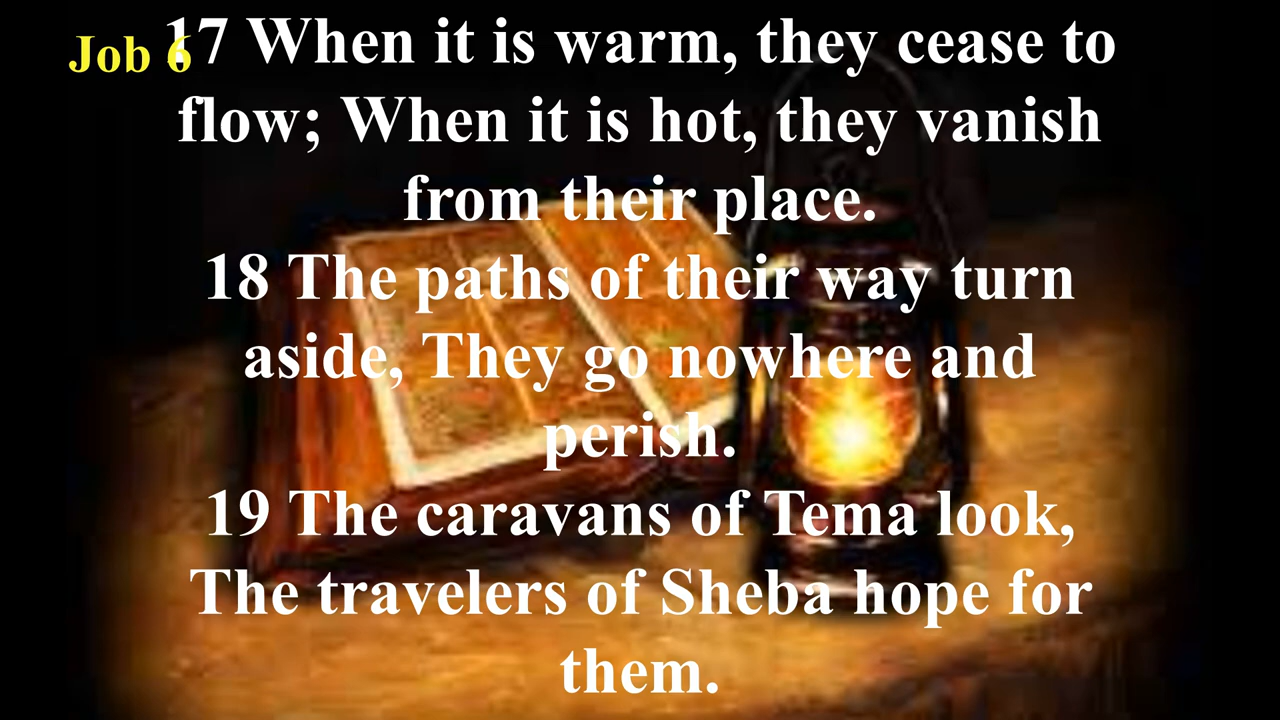 Job 6
17 When it is warm, they cease to
flow; When it is hot, they vanish
from their place.
18 The paths of their way turn
aside, They go nowhere and
perish.
19 The caravans of Tema look,
The travelers of Sheba hope for
them.